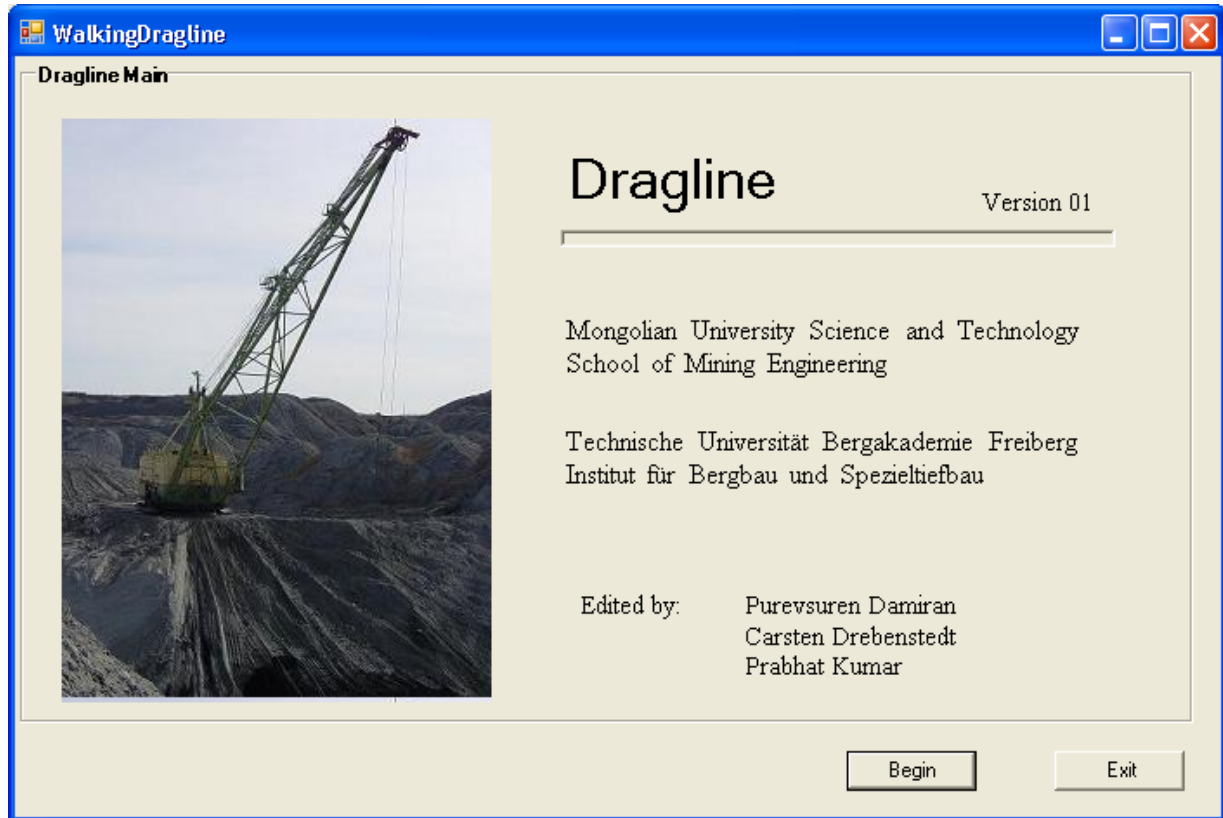 WalkingDragline
Dragline Main
Dragline
Version 01
Mongolian University Science and Technology
School of Mining Engineering
Technische Universität Bergakademie Freiberg
Institut für Bergbau und Spezieltiefbau
Edited by: Purevsuren Damiran
Carsten Drebenstedt
Prabhat Kumar
Begin Exit